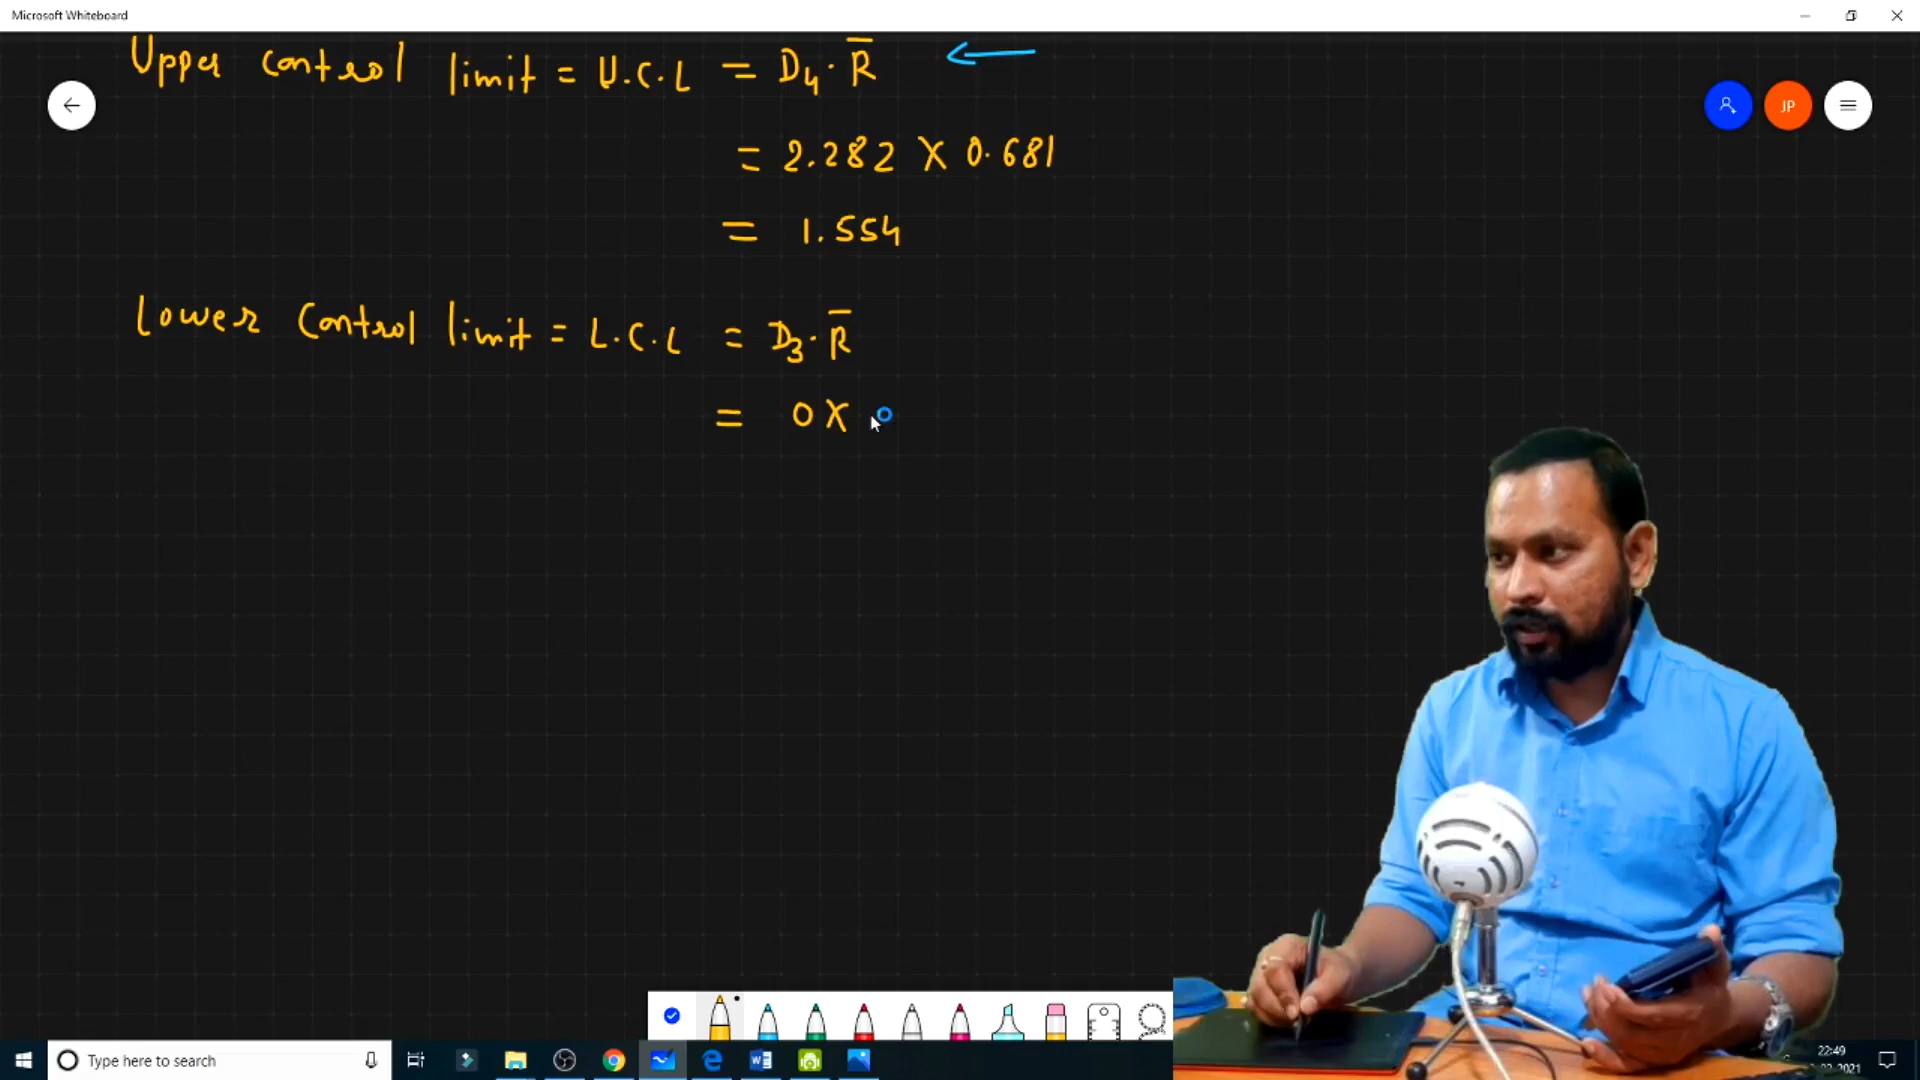 Microsoft Whiteboard
Upper control limit = U.C.L = D₄·R̅
JP
= 2.282 X 0.681
= 1.554
Lower control limit = L.C.L = D₃·R̅
= 0 X
Type here to search
22:49